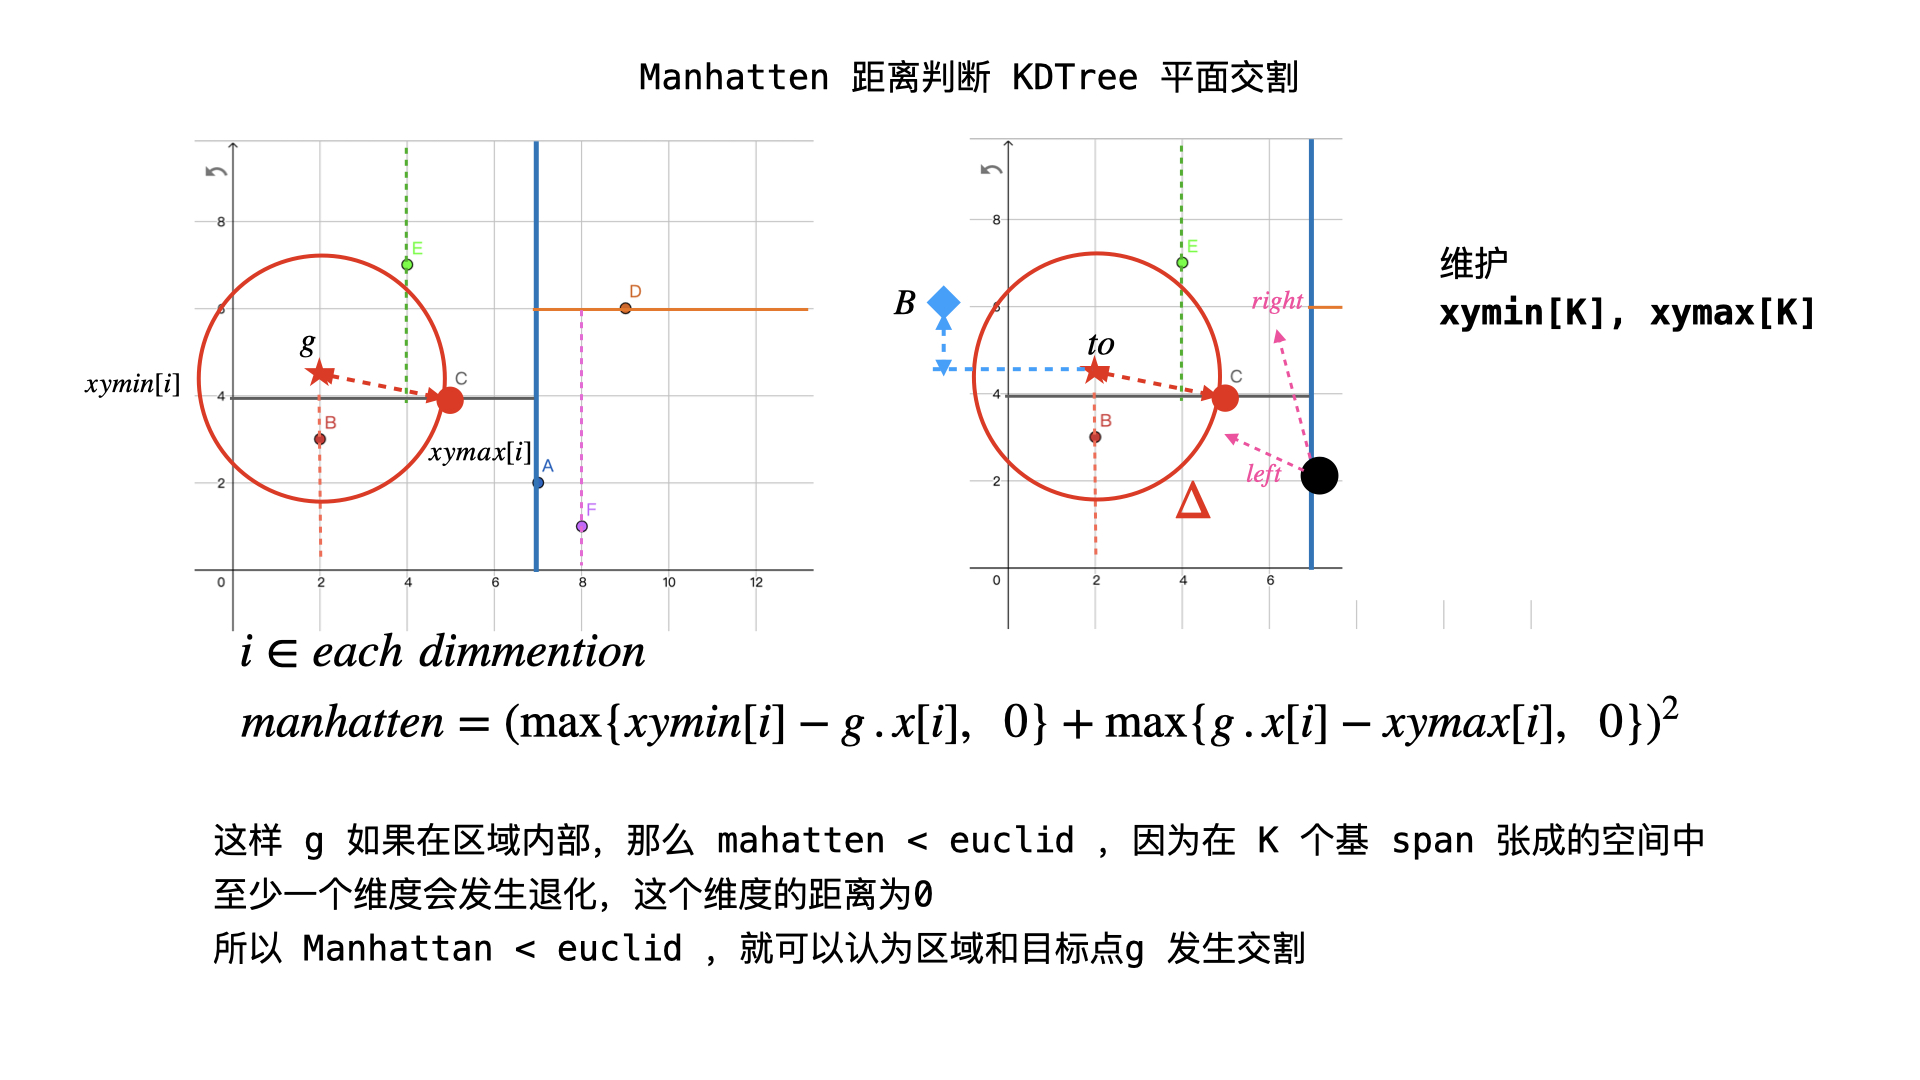 Manhatten 距离判断 KDTree 平面交割
8
6
4
2
0
2
4
6
8
10
12
E
D
g
C
xymin[i]
B
xymax[i]
A
F
8
6
4
2
0
2
4
6
E
B
right
to
C
B
left
Δ
维护
xymin[K], xymax[K]
i ∈ each dimmention
manhatten = (max{xymin[i] − g . x[i], 0} + max{g . x[i] − xymax[i], 0})²
这样 g 如果在区域内部，那么 mahatten < euclid ，因为在 K 个基 span 张成的空间中
至少一个维度会发生退化，这个维度的距离为0
所以 Manhattan < euclid ，就可以认为区域和目标点g 发生交割